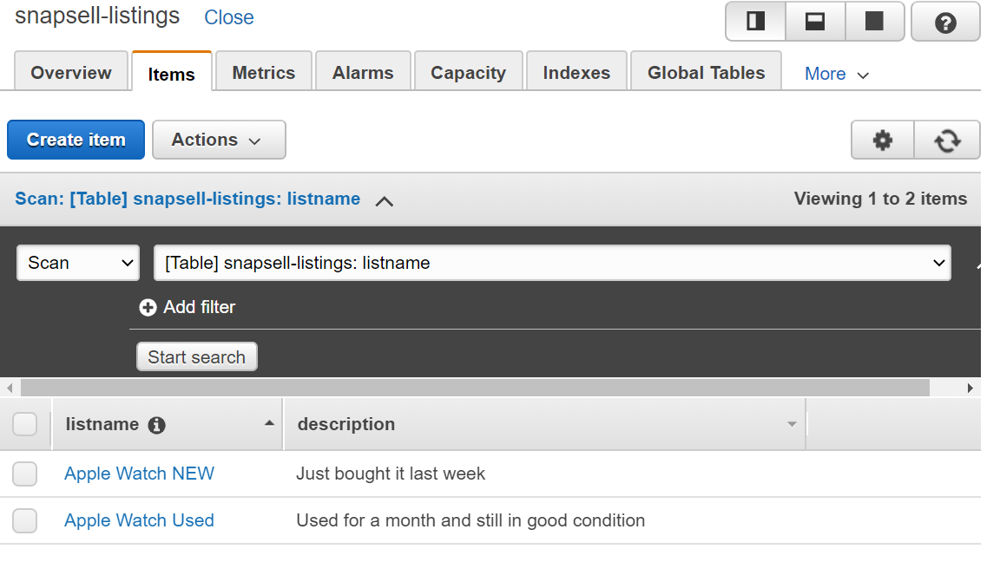 snapsell-listings Close
Overview Items Metrics Alarms Capacity Indexes Global Tables More
Create item Actions
Scan: [Table] snapsell-listings: listname Viewing 1 to 2 items
Scan [Table] snapsell-listings: listname
Add filter
Start search
listname description
Apple Watch NEW Just bought it last week
Apple Watch Used Used for a month and still in good condition